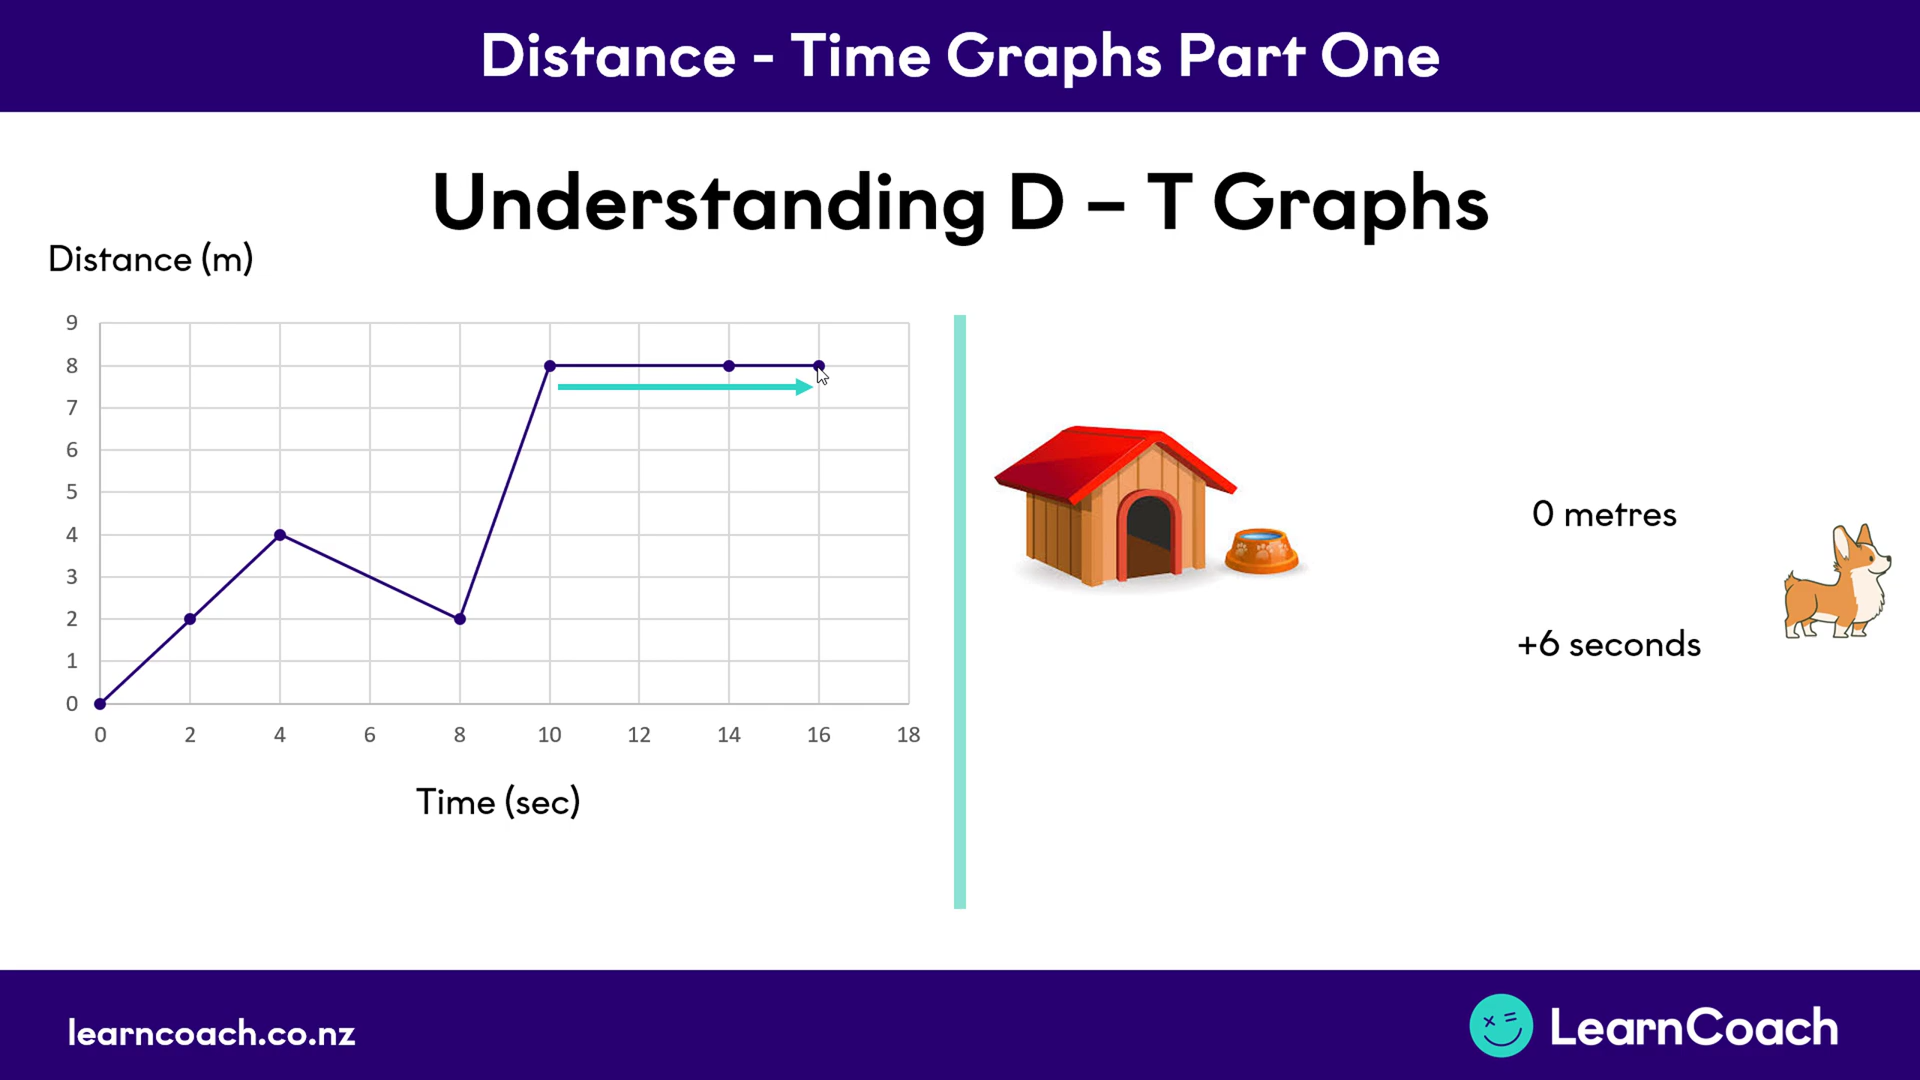 Distance - Time Graphs Part One
Understanding D – T Graphs
Distance (m)
9
8
7
6
5
4
3
2
1
0
0 2 4 6 8 10 12 14 16 18
Time (sec)
0 metres
+6 seconds
learncoach.co.nz
LearnCoach